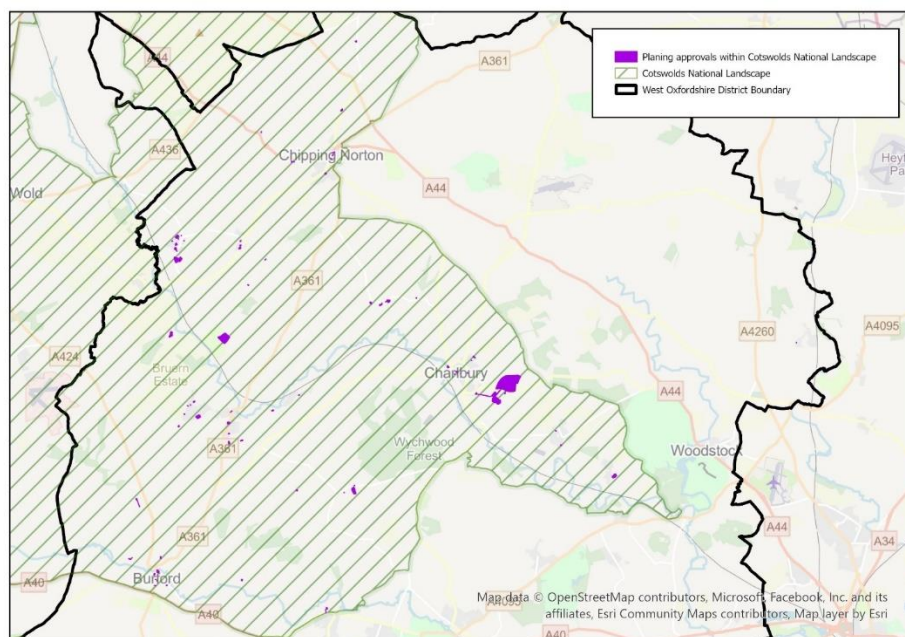 Planing approvals within Cotswolds National Landscape
Cotswolds National Landscape
West Oxfordshire District Boundary
A44
A361
A436
Chipping Norton
Wold
A44
A361
A424
Bruern
Estate
A4260
A4095
Charlbury
A44
A361
Wychwood
Forest
Woodstock
A361
A44
A34
A40
Burford
A40
A4095
A40
Map data © OpenStreetMap contributors, Microsoft, Facebook, Inc. and its
affiliates, Esri Community Maps contributors, Map layer by Esri